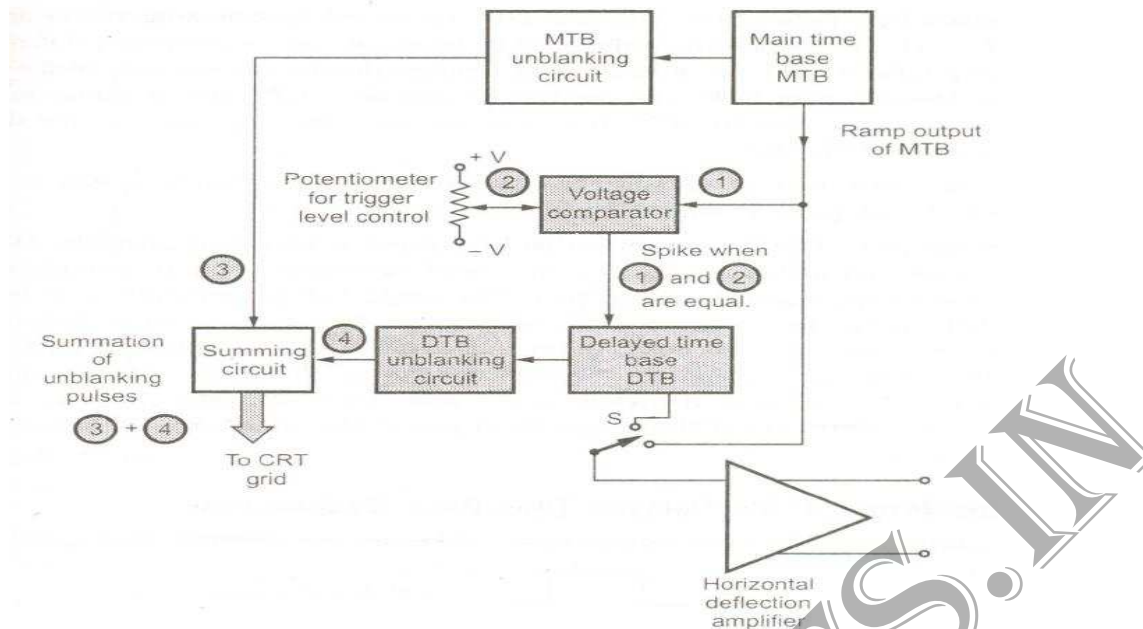 MTB
unblanking
circuit
Main time
base
MTB
Ramp output
of MTB
+ V
Potentiometer
for trigger
level control
2
Voltage
comparator
1
– V
Spike when
1 and 2
are equal.
3
Summation
of
unblanking
pulses
3 + 4
Summing
circuit
4
DTB
unblanking
circuit
Delayed time
base
DTB
S
To CRT
grid
Horizontal
deflection
amplifier
S.IN